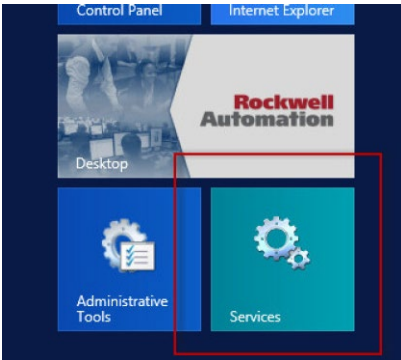 Control Panel
Internet Explorer
Rockwell
Automation
Desktop
Administrative
Tools
Services